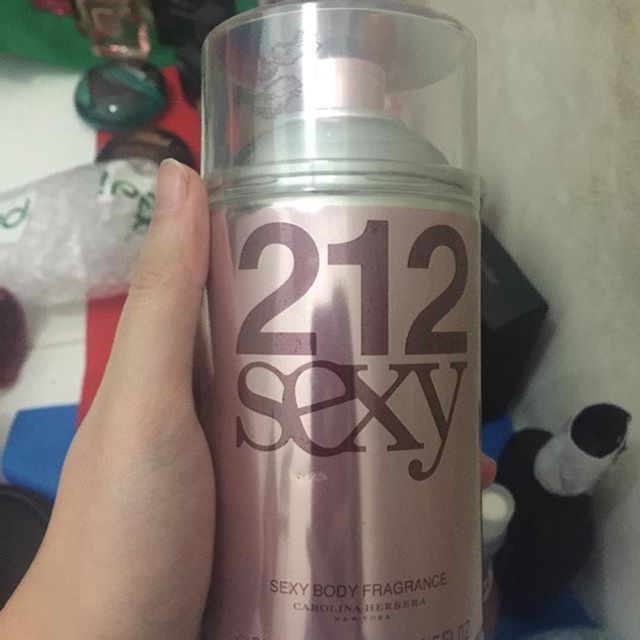 212
sexy
SEXY BODY FRAGRANCE
CAROLINA HERRERA
NEW YORK